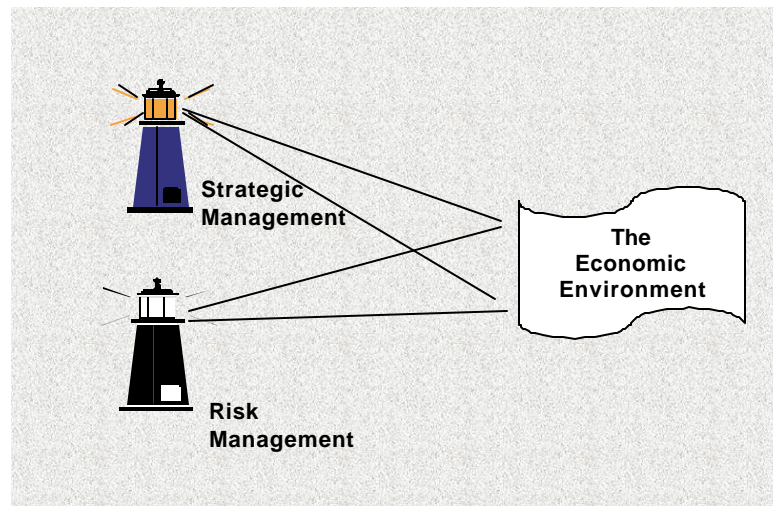 Strategic
Management
The
Economic
Environment
Risk
Management